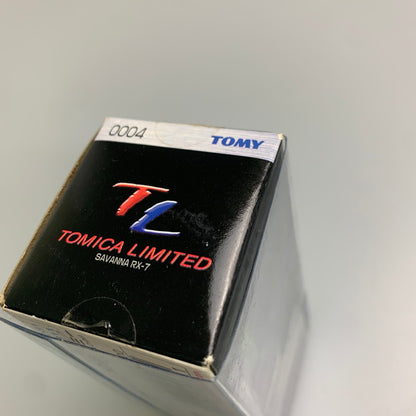 0004 TOMY
TL
TOMICA LIMITED
SAVANNA RX-7